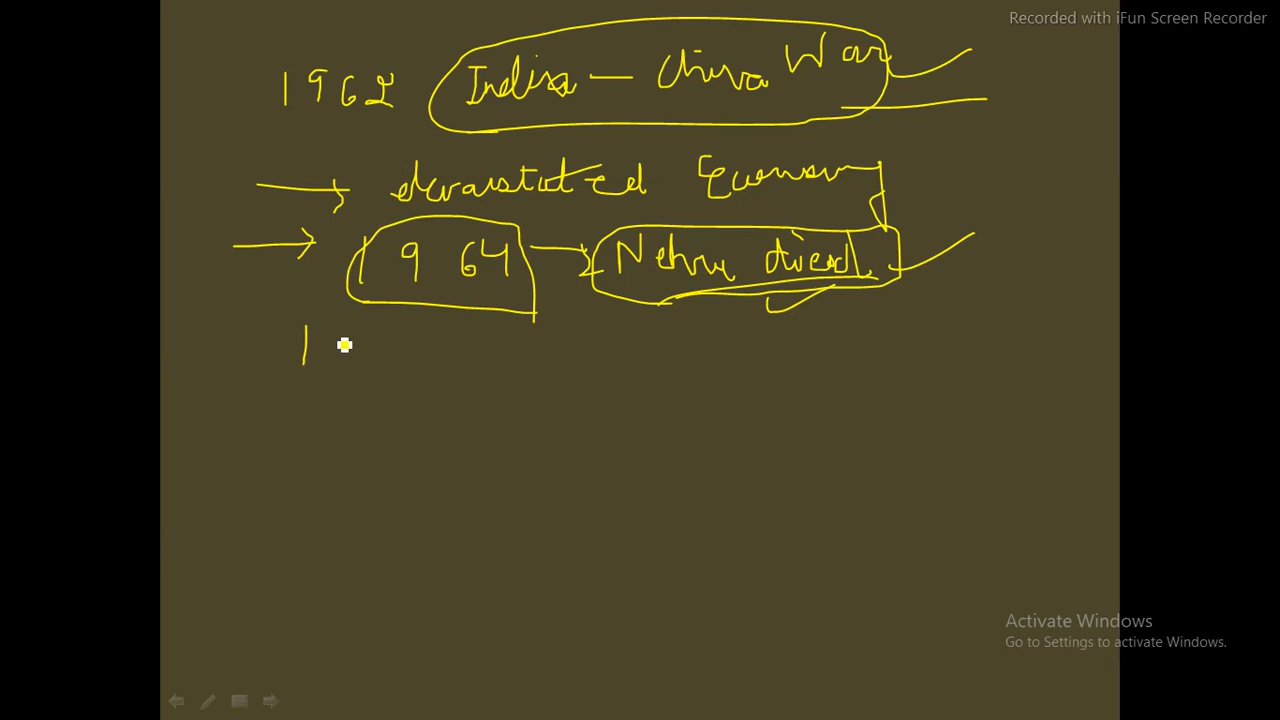 Recorded with iFun Screen Recorder
1962 India - China War
→ devastated Economy
→ 1964 → Nehru died
1
Activate Windows
Go to Settings to activate Windows.